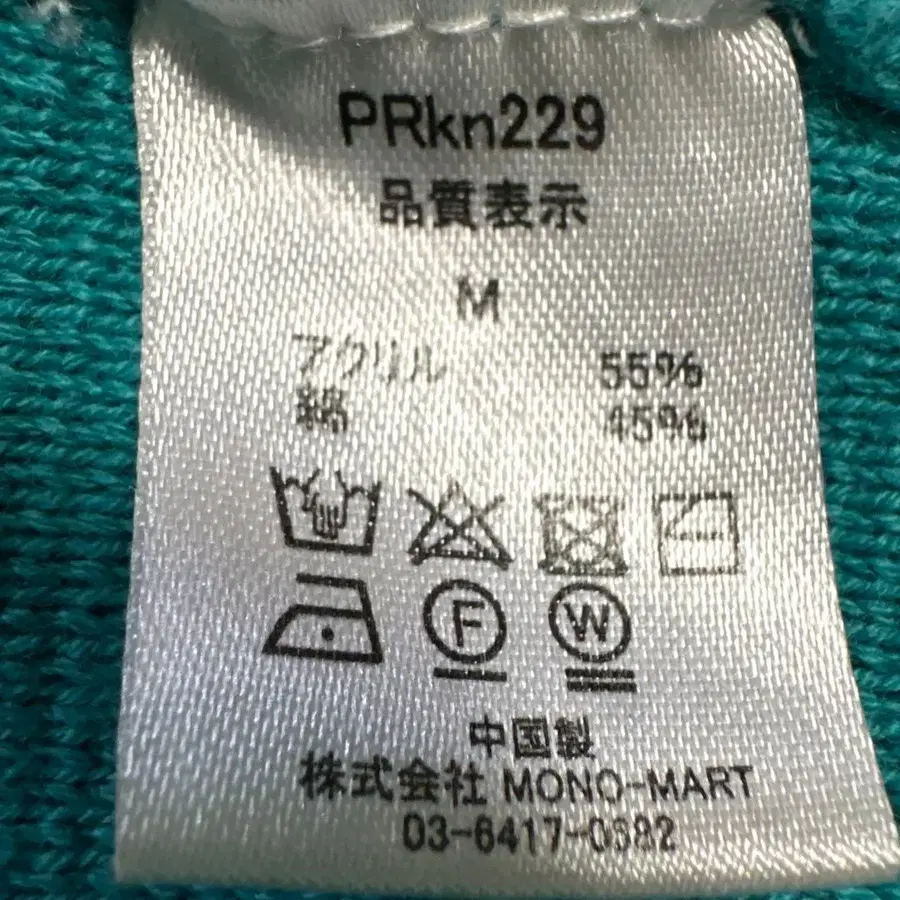 PRkn229
品質表示
M
アクリル 55%
綿 45%
F W
中国製
株式会社 MONO-MART
03-6417-0682